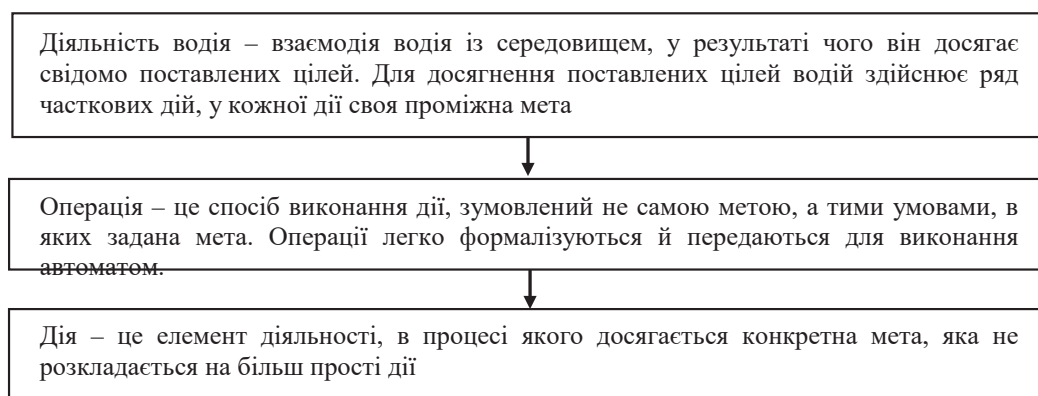 Діяльність водія – взаємодія водія із середовищем, у результаті чого він досягає
свідомо поставлених цілей. Для досягнення поставлених цілей водій здійснює ряд
часткових дій, у кожної дії своя проміжна мета
Операція – це спосіб виконання дії, зумовлений не самою метою, а тими умовами, в
яких задана мета. Операції легко формалізуються й передаються для виконання
автоматом.
Дія – це елемент діяльності, в процесі якого досягається конкретна мета, яка не
розкладається на більш прості дії